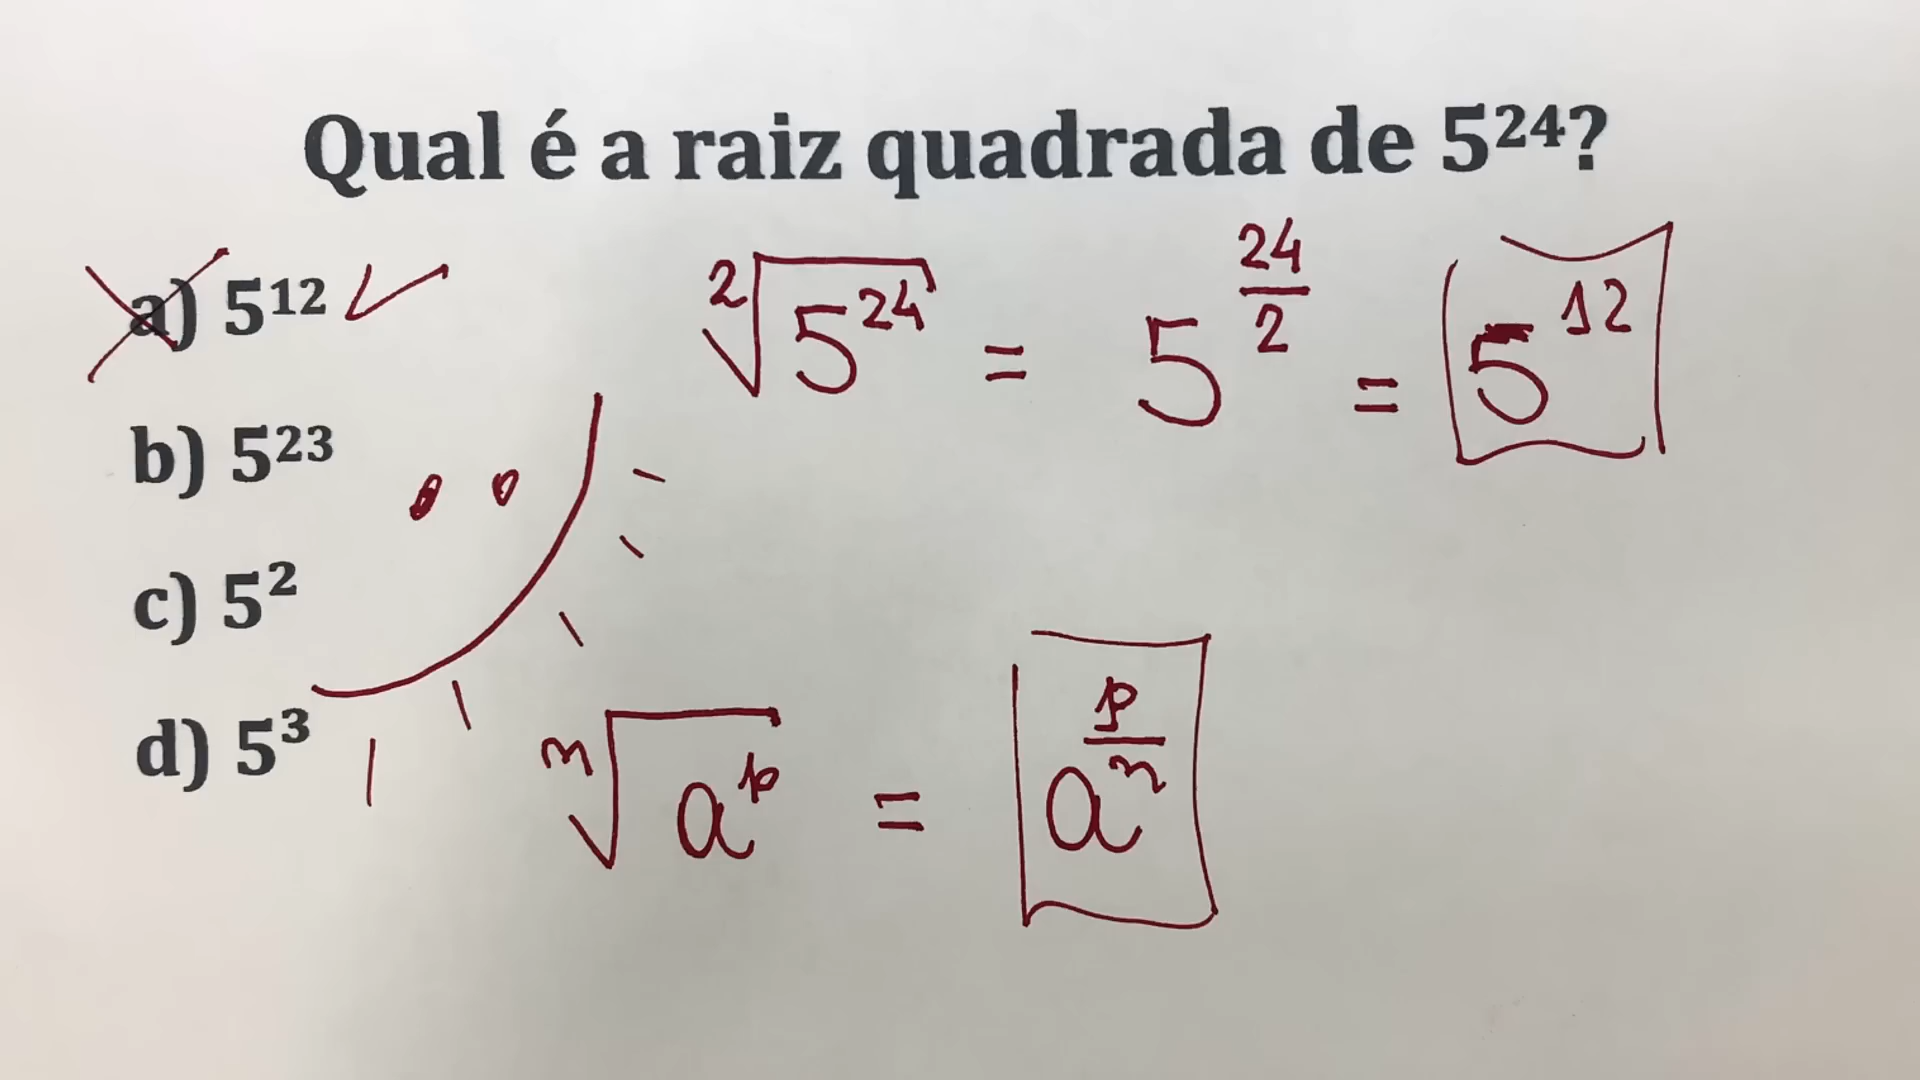 Qual é a raiz quadrada de 5²⁴?
a) 5¹²
b) 5²³
c) 5²
d) 5³
²√5²⁴ = 5^(24/2) = 5¹²
ⁿ√aᵖ = a^(p/n)